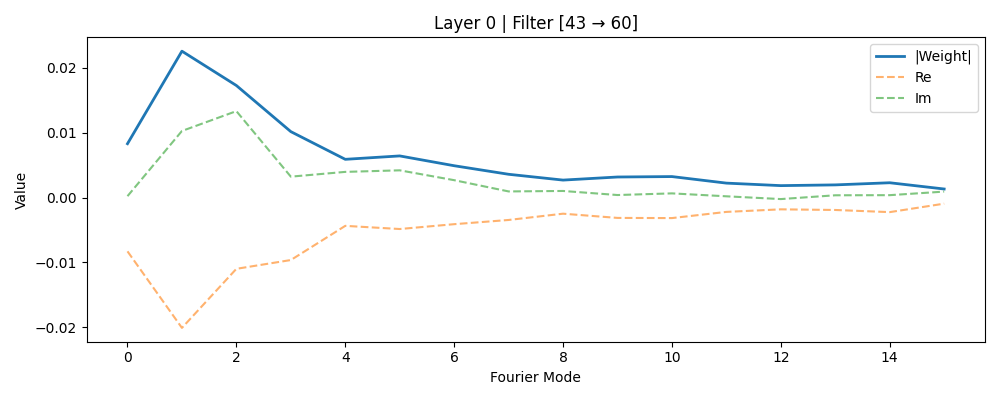 Layer 0 | Filter [43 → 60]
|Weight|
Re
Im
Value
0.02
0.01
0.00
−0.01
−0.02
0 2 4 6 8 10 12 14
Fourier Mode